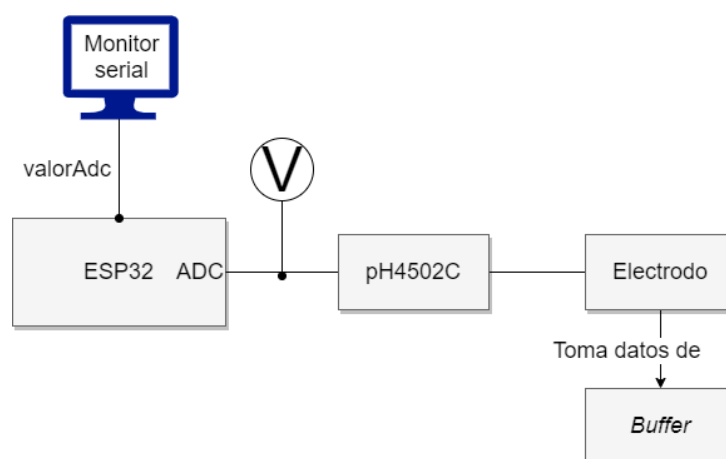 Monitor
serial
valorAdc
V
ESP32
ADC
pH4502C
Electrodo
Toma datos de
Buffer